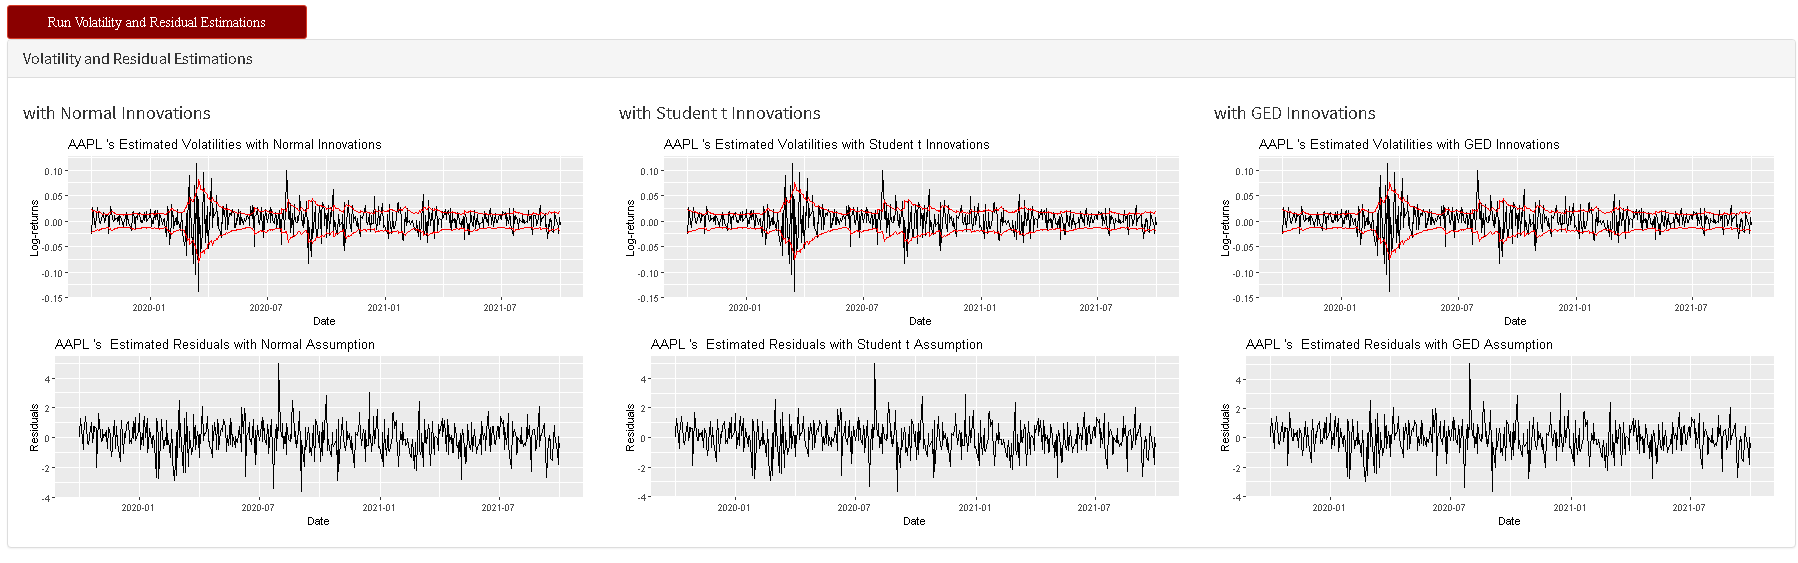 Run Volatility and Residual Estimations
Volatility and Residual Estimations
with Normal Innovations
AAPL 's Estimated Volatilities with Normal Innovations
0.10
0.05
0.00
-0.05
-0.10
-0.15
Log-returns
2020-01 2020-07 2021-01 2021-07
Date
AAPL 's  Estimated Residuals with Normal Assumption
4
2
0
-2
-4
Residuals
2020-01 2020-07 2021-01 2021-07
Date
with Student t Innovations
AAPL 's Estimated Volatilities with Student t Innovations
0.10
0.05
0.00
-0.05
-0.10
-0.15
Log-returns
2020-01 2020-07 2021-01 2021-07
Date
AAPL 's  Estimated Residuals with Student t Assumption
4
2
0
-2
-4
Residuals
2020-01 2020-07 2021-01 2021-07
Date
with GED Innovations
AAPL 's Estimated Volatilities with GED Innovations
0.10
0.05
0.00
-0.05
-0.10
-0.15
Log-returns
2020-01 2020-07 2021-01 2021-07
Date
AAPL 's  Estimated Residuals with GED Assumption
4
2
0
-2
-4
Residuals
2020-01 2020-07 2021-01 2021-07
Date